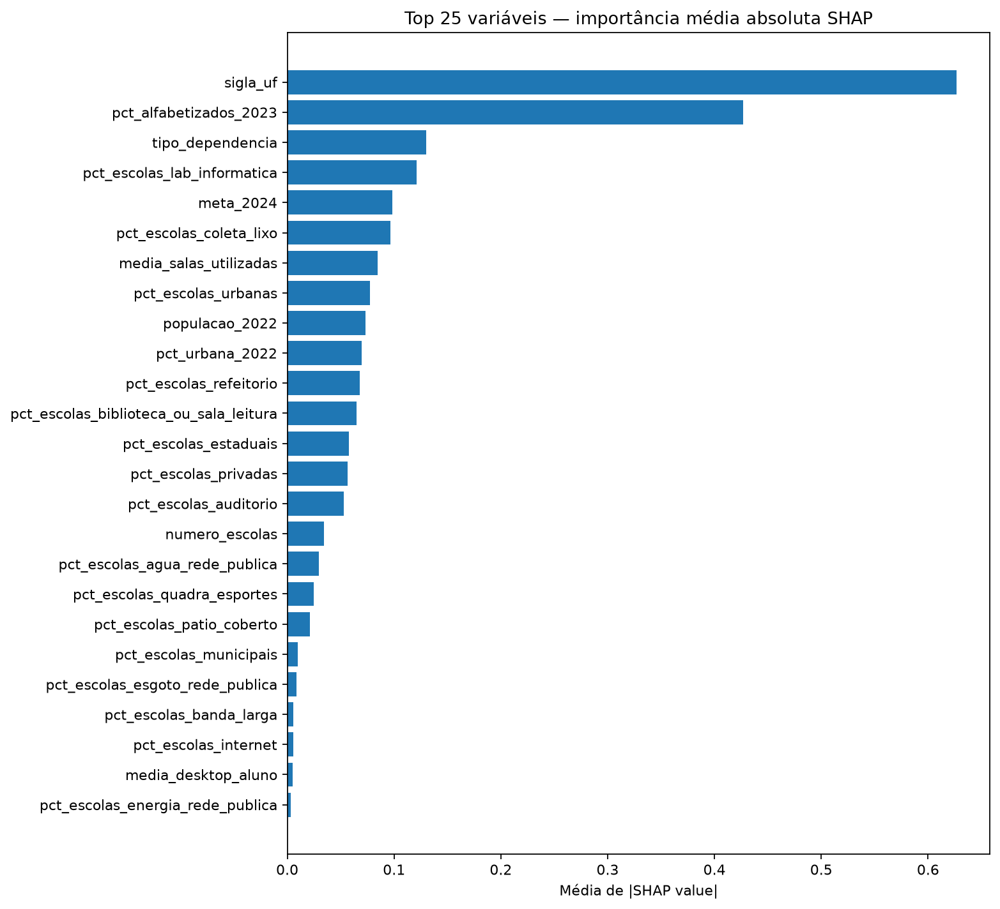 Top 25 variáveis — importância média absoluta SHAP
sigla_uf
pct_alfabetizados_2023
tipo_dependencia
pct_escolas_lab_informatica
meta_2024
pct_escolas_coleta_lixo
media_salas_utilizadas
pct_escolas_urbanas
populacao_2022
pct_urbana_2022
pct_escolas_refeitorio
pct_escolas_biblioteca_ou_sala_leitura
pct_escolas_estaduais
pct_escolas_privadas
pct_escolas_auditorio
numero_escolas
pct_escolas_agua_rede_publica
pct_escolas_quadra_esportes
pct_escolas_patio_coberto
pct_escolas_municipais
pct_escolas_esgoto_rede_publica
pct_escolas_banda_larga
pct_escolas_internet
media_desktop_aluno
pct_escolas_energia_rede_publica
0.0 0.1 0.2 0.3 0.4 0.5 0.6
Média de |SHAP value|